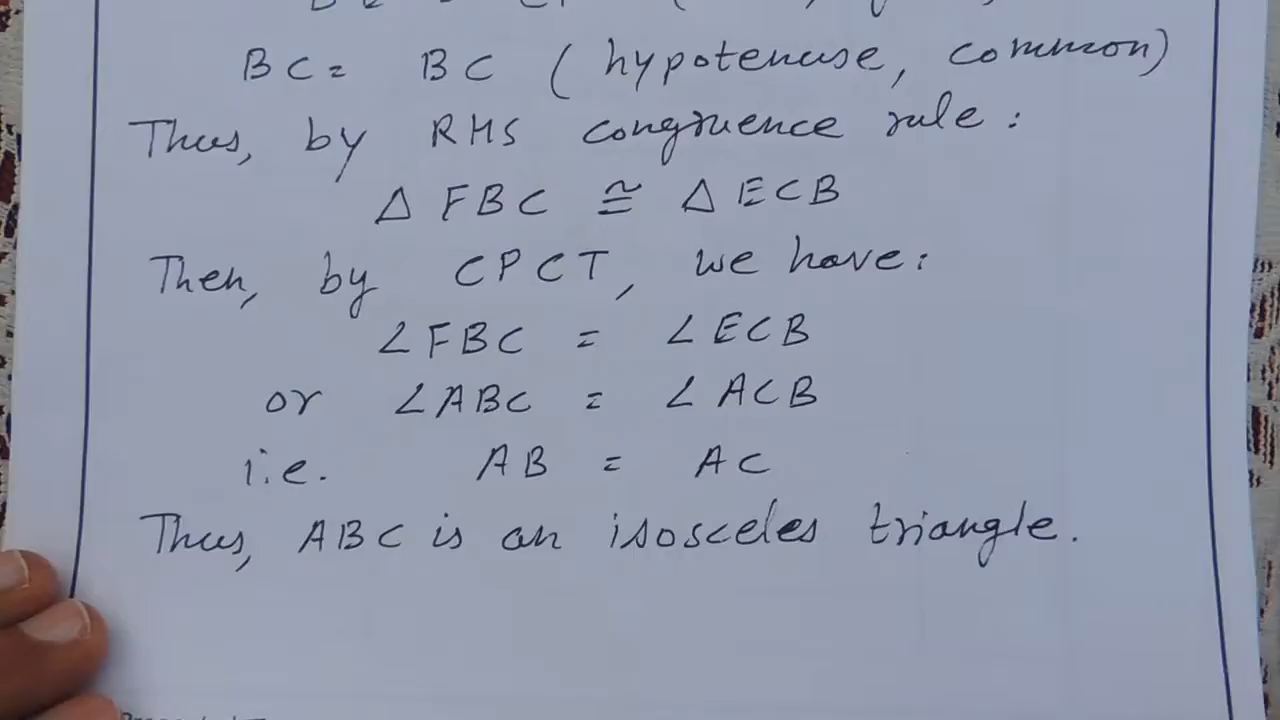 BC = BC (hypotenuse, common)
Thus, by RHS congruence rule :
Δ FBC ≅ Δ ECB
Then, by CPCT, we have :
∠FBC = ∠ECB
or ∠ABC = ∠ACB
i.e. AB = AC
Thus, ABC is an isosceles triangle.